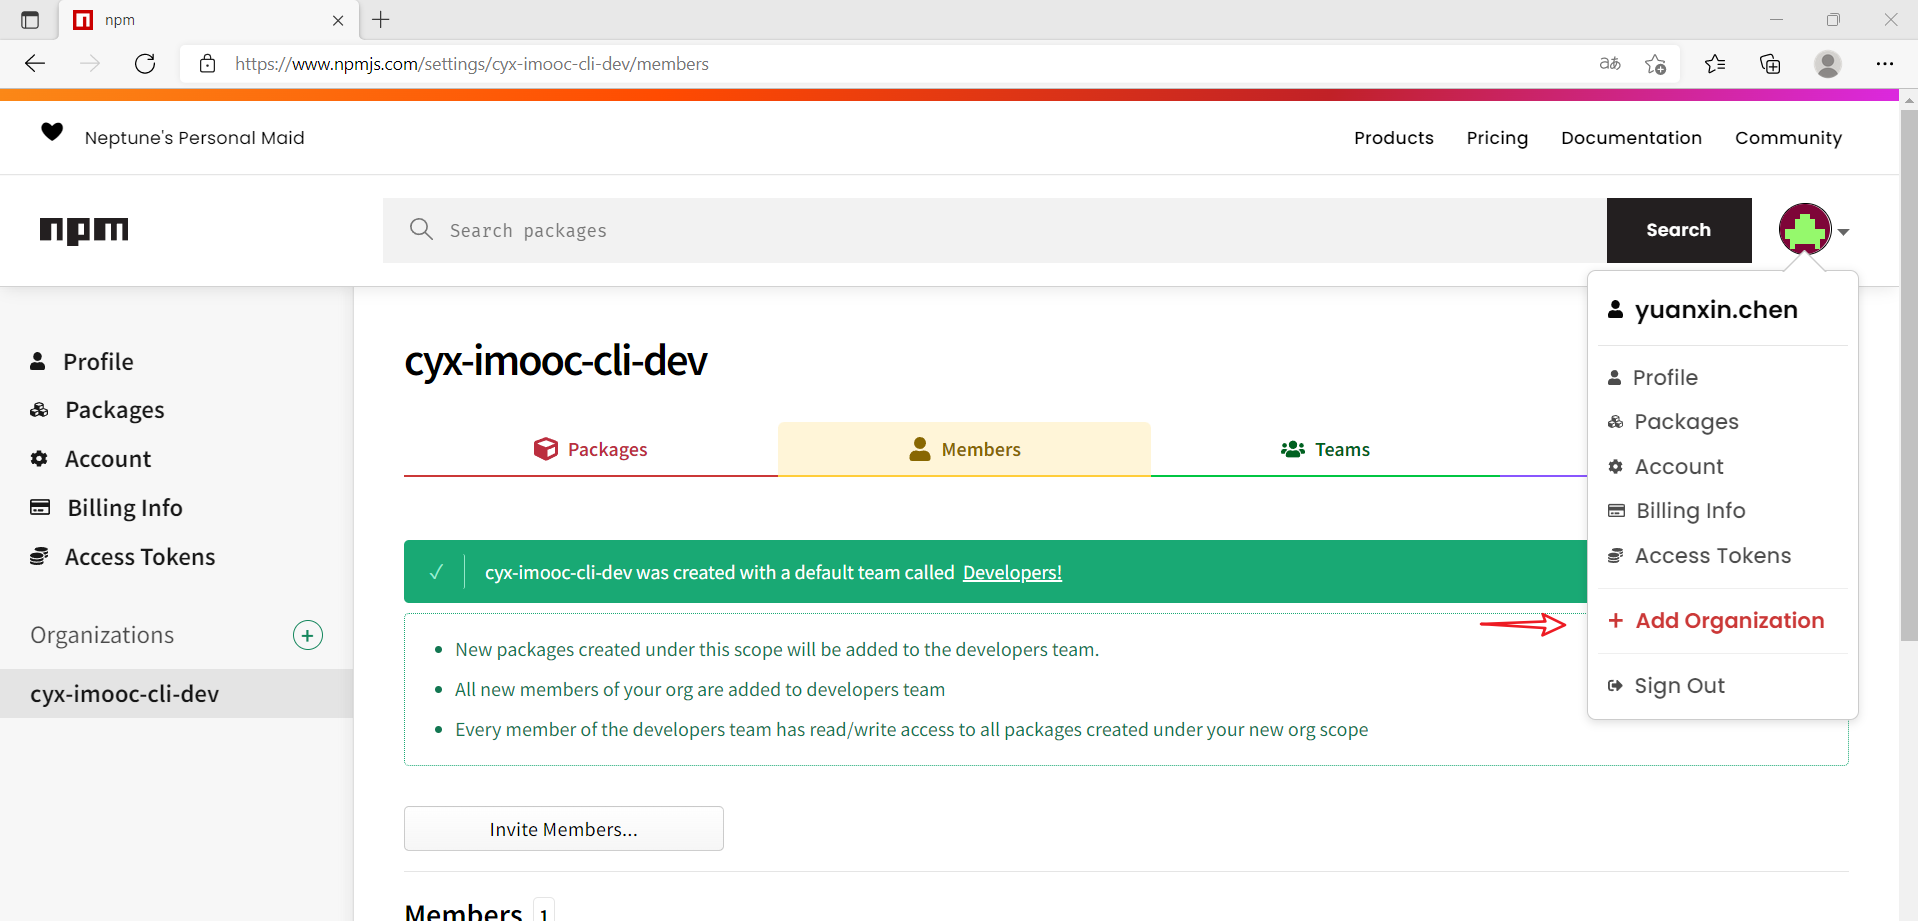 npm
https://www.npmjs.com/settings/cyx-imooc-cli-dev/members
aあ
Neptune's Personal Maid
Products Pricing Documentation Community
npm
Search packages
Search
yuanxin.chen
Profile
Packages
Account
Billing Info
Access Tokens
+ Add Organization
Sign Out
Profile
Packages
Account
Billing Info
Access Tokens
Organizations
cyx-imooc-cli-dev
cyx-imooc-cli-dev
Packages Members Teams
cyx-imooc-cli-dev was created with a default team called Developers!
New packages created under this scope will be added to the developers team.
All new members of your org are added to developers team
Every member of the developers team has read/write access to all packages created under your new org scope
Invite Members...
Members 1